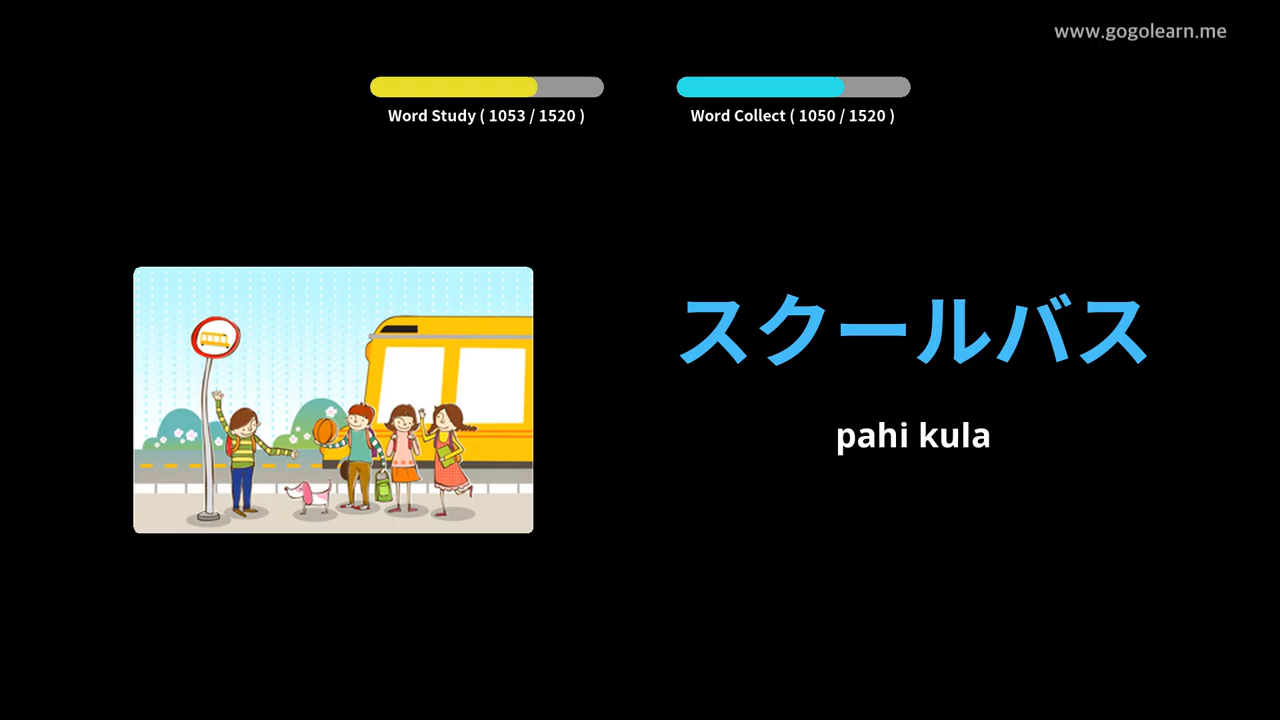 www.gogolearn.me
Word Study ( 1053 / 1520 )
Word Collect ( 1050 / 1520 )
スクールバス
pahi kula